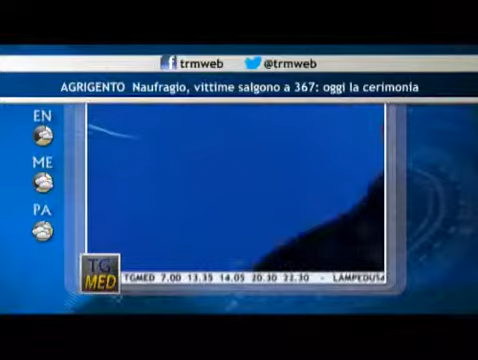 trmweb @trmweb
AGRIGENTO Naufragio, vittime salgono a 367: oggi la cerimonia
EN
ME
PA
TG
MED
TGMED 7.00 13.35 14.05 20.30 22.30 - LAMPEDUSA